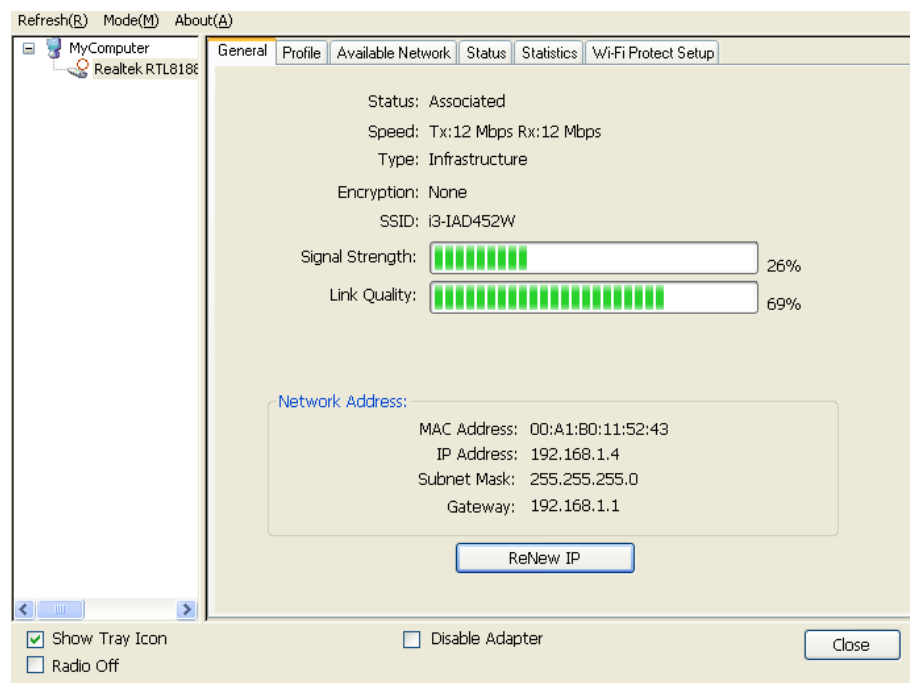 Refresh(R) Mode(M) About(A)
MyComputer
Realtek RTL8188
General Profile Available Network Status Statistics Wi-Fi Protect Setup
Status: Associated
Speed: Tx:12 Mbps Rx:12 Mbps
Type: Infrastructure
Encryption: None
SSID: i3-IAD452W
Signal Strength: 26%
Link Quality: 69%
Network Address:
MAC Address: 00:A1:B0:11:52:43
IP Address: 192.168.1.4
Subnet Mask: 255.255.255.0
Gateway: 192.168.1.1
ReNew IP
Show Tray Icon Disable Adapter Close
Radio Off